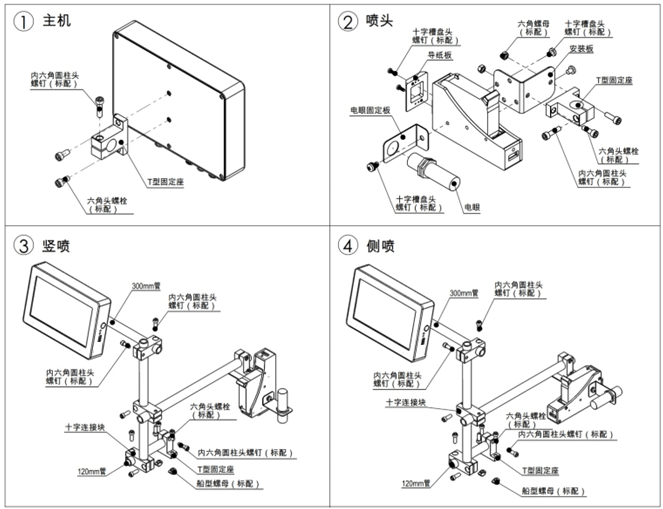 ① 主机
内六角圆柱头
螺钉（标配）
T型固定座
六角头螺栓
（标配）
② 喷头
十字槽盘头
螺钉（标配）
导纸板
六角螺母
（标配）
十字槽盘头
螺钉（标配）
安装板
T型固定座
电眼固定板
六角头螺栓
（标配）
内六角圆柱头
螺钉（标配）
十字槽盘头
螺钉（标配）
电眼
③ 竖喷
300mm管
内六角圆柱头
螺钉（标配）
内六角圆柱头
螺钉（标配）
六角头螺栓
（标配）
十字连接块
内六角圆柱头螺钉（标配）
T型固定座
120mm管
船型螺母（标配）
④ 侧喷
300mm管
内六角圆柱头
螺钉（标配）
内六角圆柱头
螺钉（标配）
十字连接块
六角头螺栓
（标配）
内六角圆柱头螺钉（标配）
T型固定座
120mm管
船型螺母（标配）